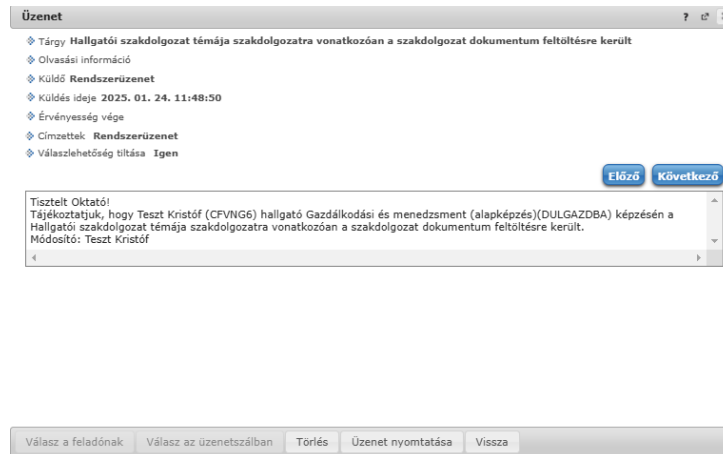 Üzenet ?
Tárgy Hallgatói szakdolgozat témája szakdolgozatra vonatkozóan a szakdolgozat dokumentum feltöltésre került
Olvasási információ
Küldő Rendszerüzenet
Küldés ideje 2025. 01. 24. 11:48:50
Érvényesség vége
Címzettek Rendszerüzenet
Válaszlehetőség tiltása Igen
Előző Következő
Tisztelt Oktató!
Tájékoztatjuk, hogy Teszt Kristóf (CFVNG6) hallgató Gazdálkodási és menedzsment (alapképzés)(DULGAZDBA) képzésén a
Hallgatói szakdolgozat témája szakdolgozatra vonatkozóan a szakdolgozat dokumentum feltöltésre került.
Módosító: Teszt Kristóf
Válasz a feladónak Válasz az üzenetszálban Törlés Üzenet nyomtatása Vissza